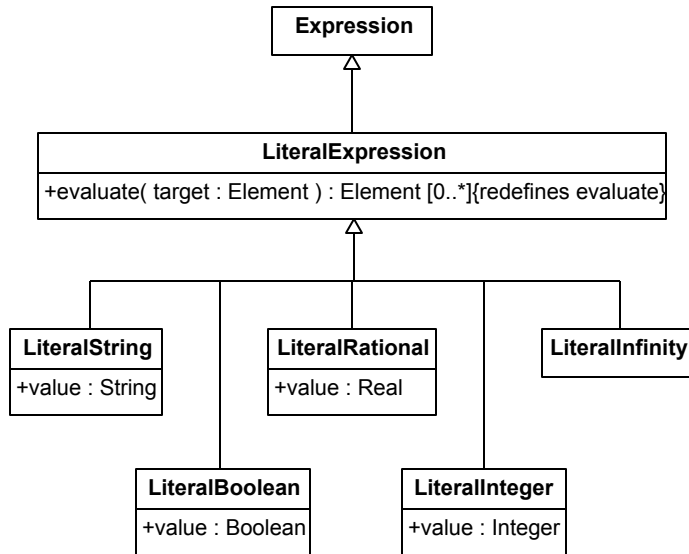 Expression
LiteralExpression
+evaluate( target : Element ) : Element [0..*]{redefines evaluate}
LiteralString
+value : String
LiteralRational
+value : Real
LiteralInfinity
LiteralBoolean
+value : Boolean
LiteralInteger
+value : Integer